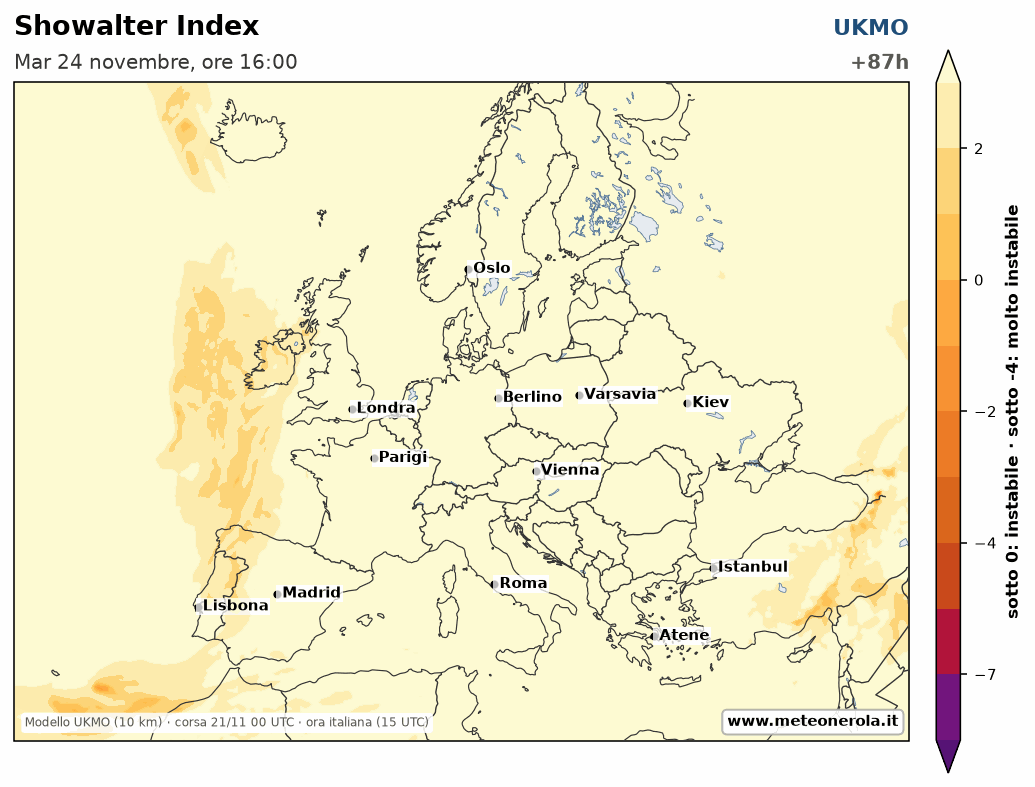 Showalter Index
UKMO
Mar 24 novembre, ore 16:00
+87h
Oslo
Londra
Berlino
Varsavia
Kiev
Parigi
Vienna
Istanbul
Roma
Madrid
Lisbona
Atene
2
0
−2
−4
−7
sotto 0: instabile · sotto -4: molto instabile
Modello UKMO (10 km) · corsa 21/11 00 UTC · ora italiana (15 UTC)
www.meteonerola.it